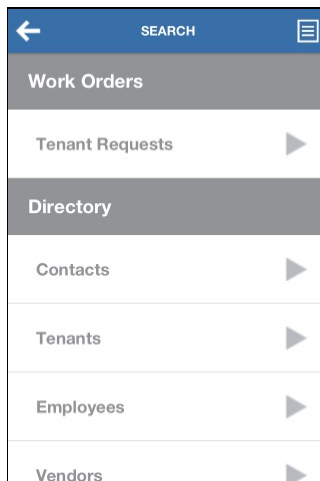 SEARCH
Work Orders
Tenant Requests
Directory
Contacts
Tenants
Employees
Vendors